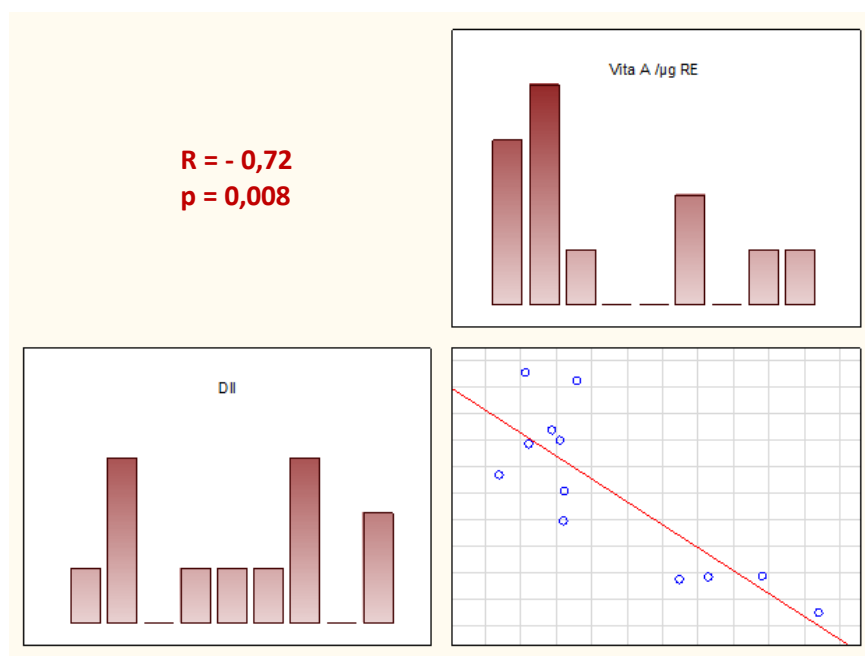 Vita A /µg RE
R = - 0,72
p = 0,008
DII